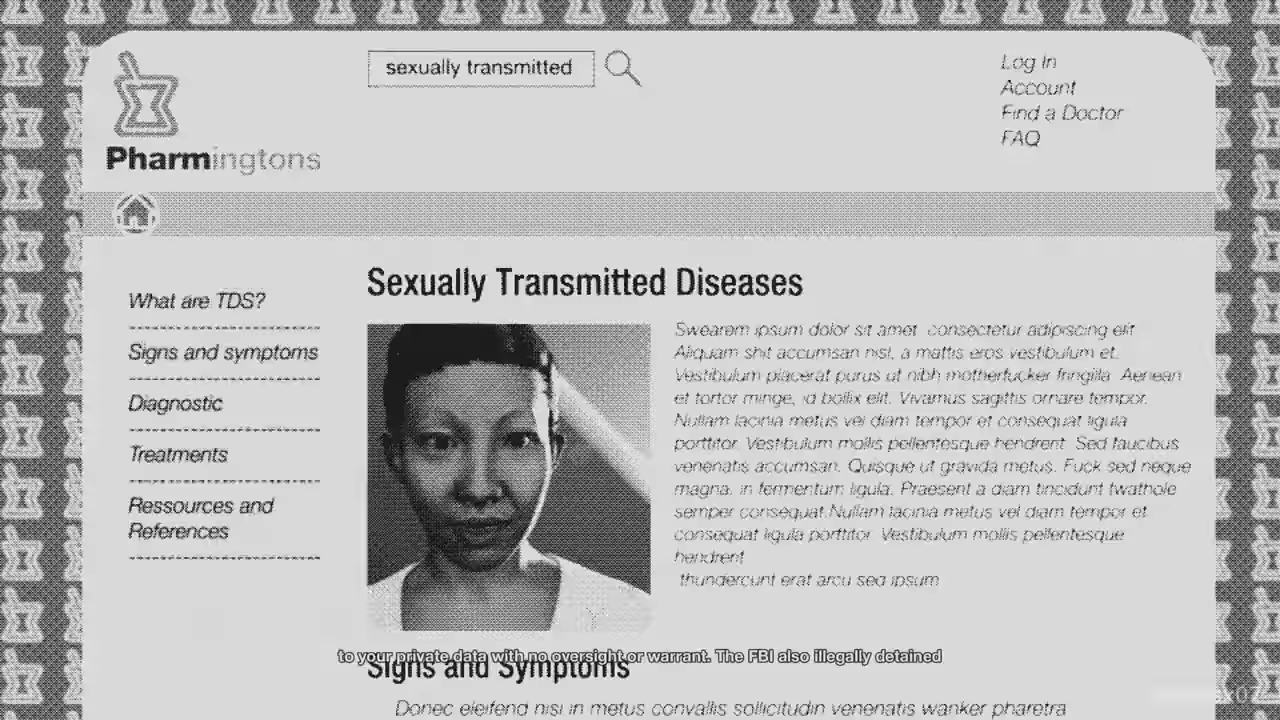 sexually transmitted
Log In
Account
Find a Doctor
FAQ
Pharmingtons
What are TDS?
Signs and symptoms
Diagnostic
Treatments
Ressources and
References
Sexually Transmitted Diseases
Swearem ipsum dolor sit amet, consectetur adipiscing elit.
Aliquam shit accumsan nisl, a mattis eros vestibulum et.
Vestibulum placerat purus ut nibh motherfucker fringilla. Aenean
et tortor minge, id bollix elit. Vivamus sagittis ornare tempor.
Nullam lacinia metus vel diam tempor et consequat ligula
porttitor. Vestibulum mollis pellentesque hendrerit. Sed faucibus
venenatis accumsan. Quisque ut gravida metus. Fuck sed neque
magna, in fermentum ligula. Praesent a diam tincidunt twathole
semper consequat.Nullam lacinia metus vel diam tempor et
consequat ligula porttitor. Vestibulum mollis pellentesque
hendrerit
thundercunt erat arcu sed ipsum
to your private data with no oversight or warrant. The FBI also illegally detained
Signs and Symptoms
Donec eleifend nisl in metus convallis sollicitudin venenatis wanker pharetra